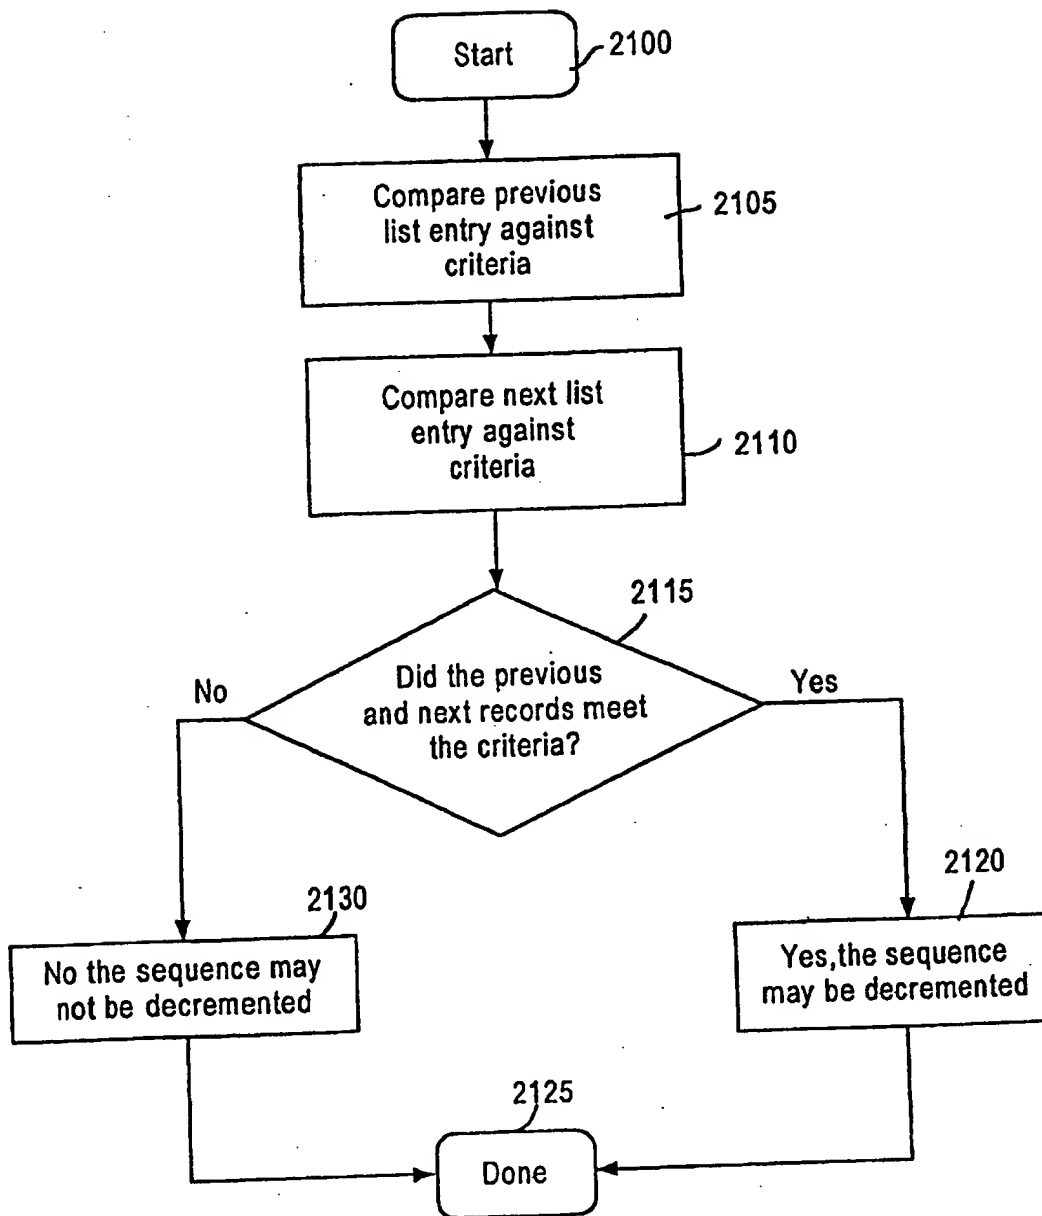 Start
2100
Compare previous
list entry against
criteria
2105
Compare next list
entry against
criteria
2110
2115
Did the previous
and next records meet
the criteria?
No
Yes
2130
No the sequence may
not be decremented
2120
Yes,the sequence
may be decremented
2125
Done